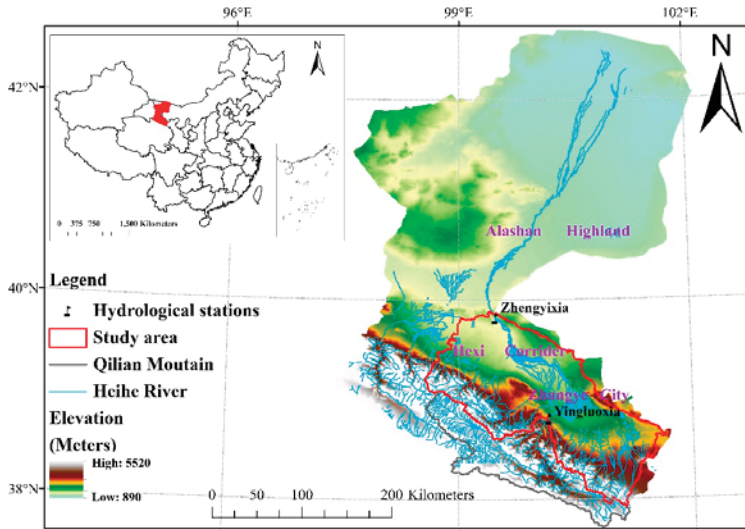 96°E 99°E 102°E
N
N
42°N
0 375 750 1,500 Kilometers
Alashan Highland
Legend
40°N
Hydrological stations
Zhengyixia
Study area
Hexi Corrider
Qilian Moutain
Heihe River
Zhangye City
Yingluoxia
Elevation
(Meters)
High: 5520
Low: 890
0 50 100 200 Kilometers
38°N